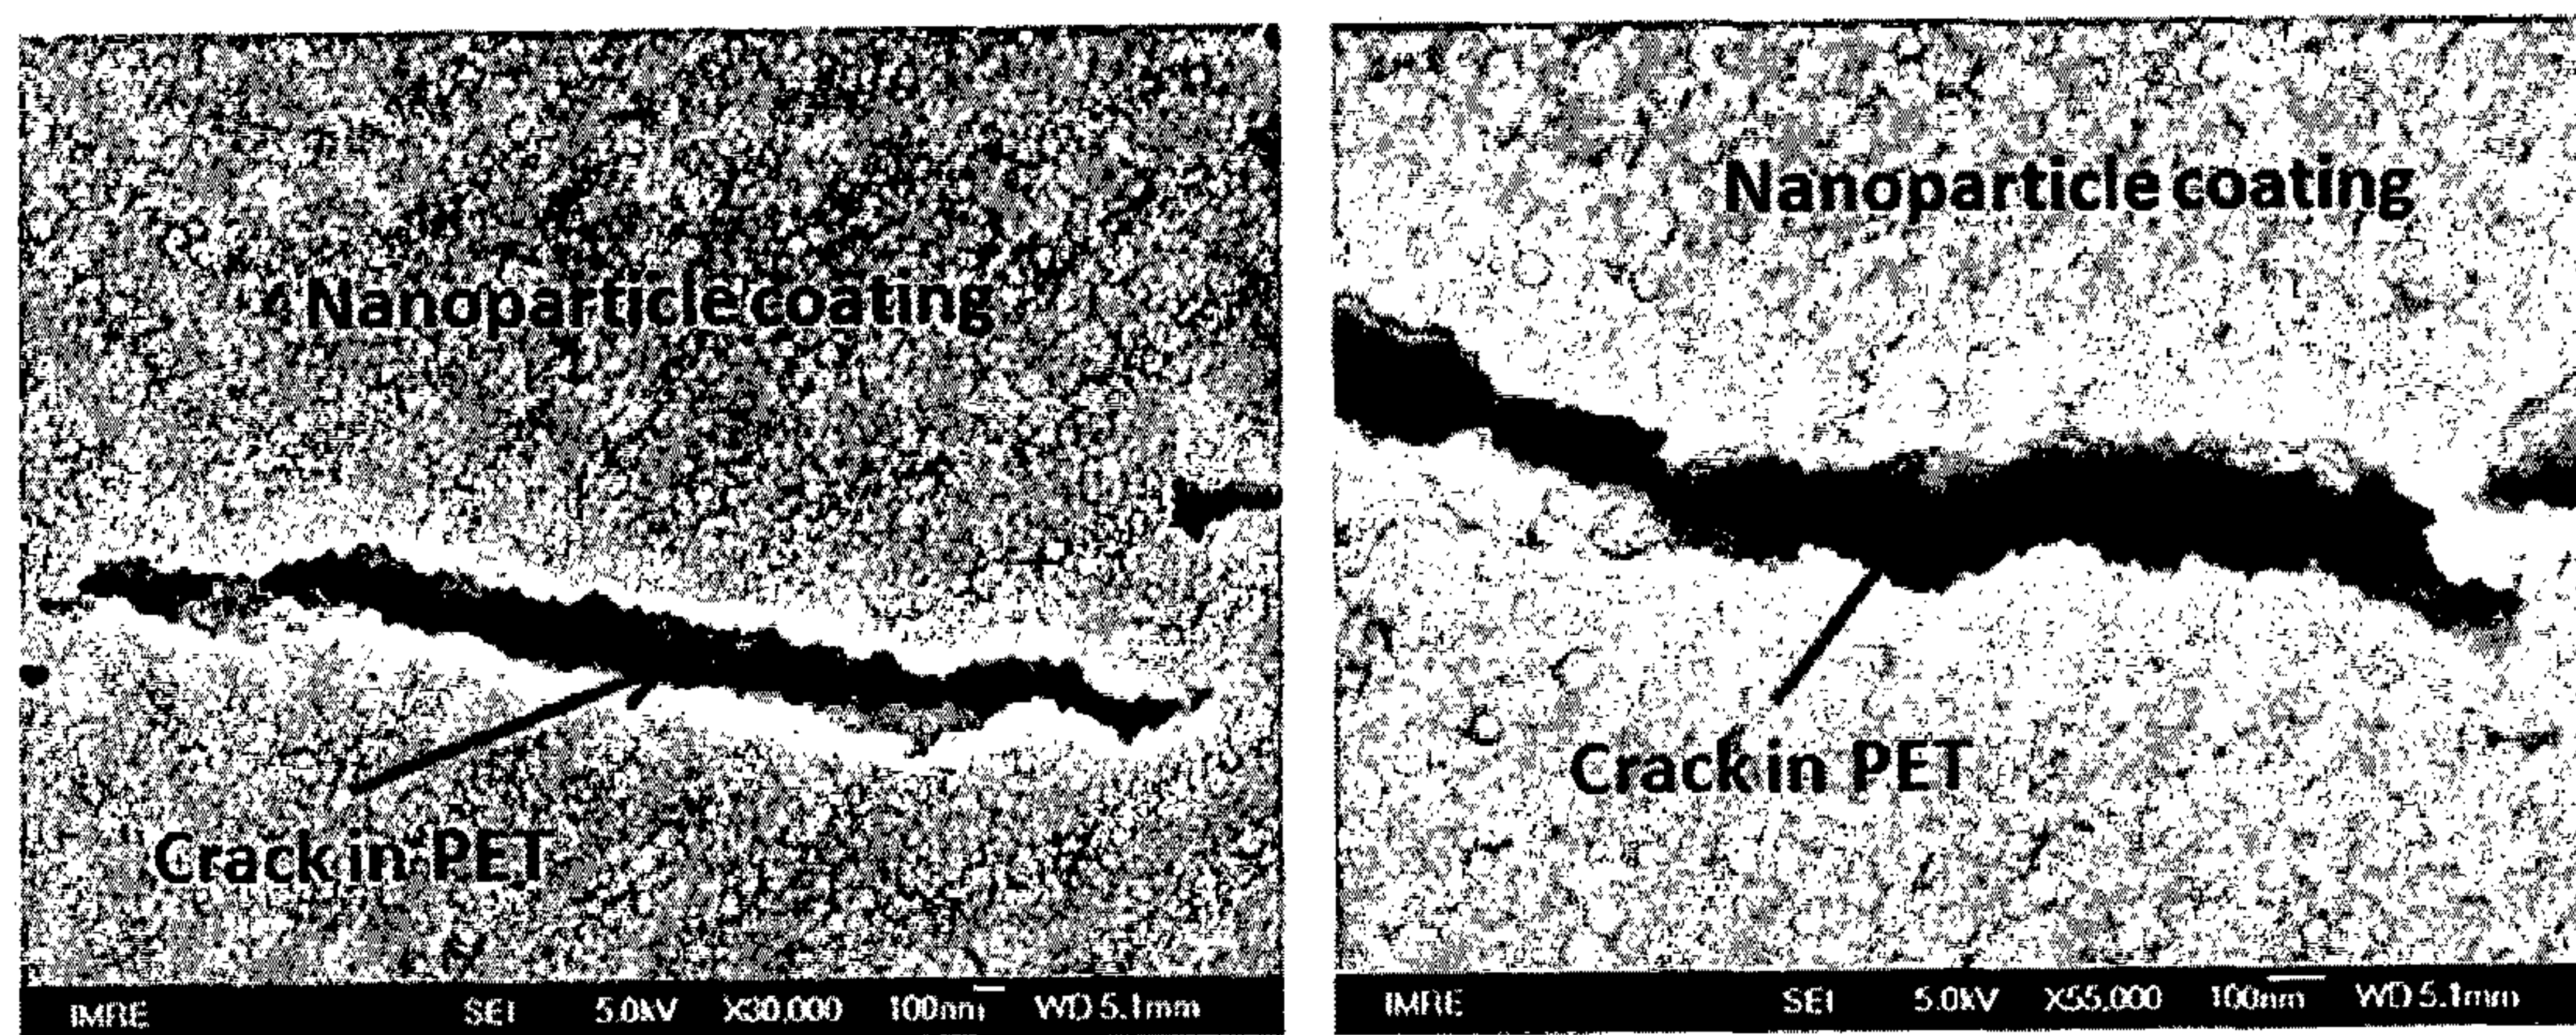 Nanoparticle coating
Crack in PET
IMRE SEI 5.0kV X30,000 100nm WD 5.1mm
Nanoparticle coating
Crack in PET
IMRE SEI 5.0kV X55,000 100nm WD 5.1mm